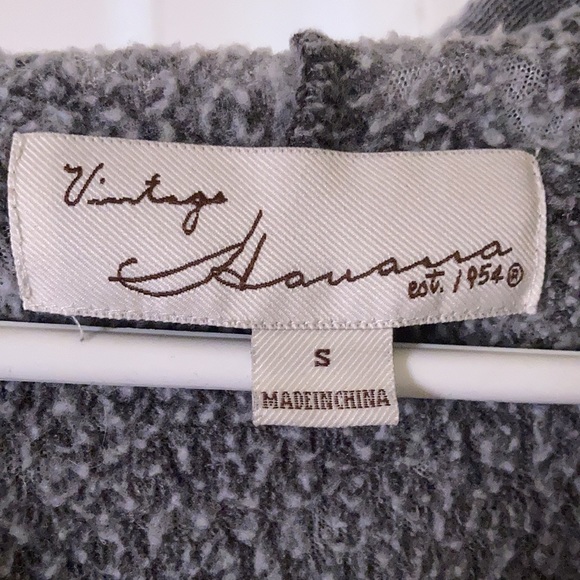 Vintage
Havana
est. 1954®
S
MADEINCHINA